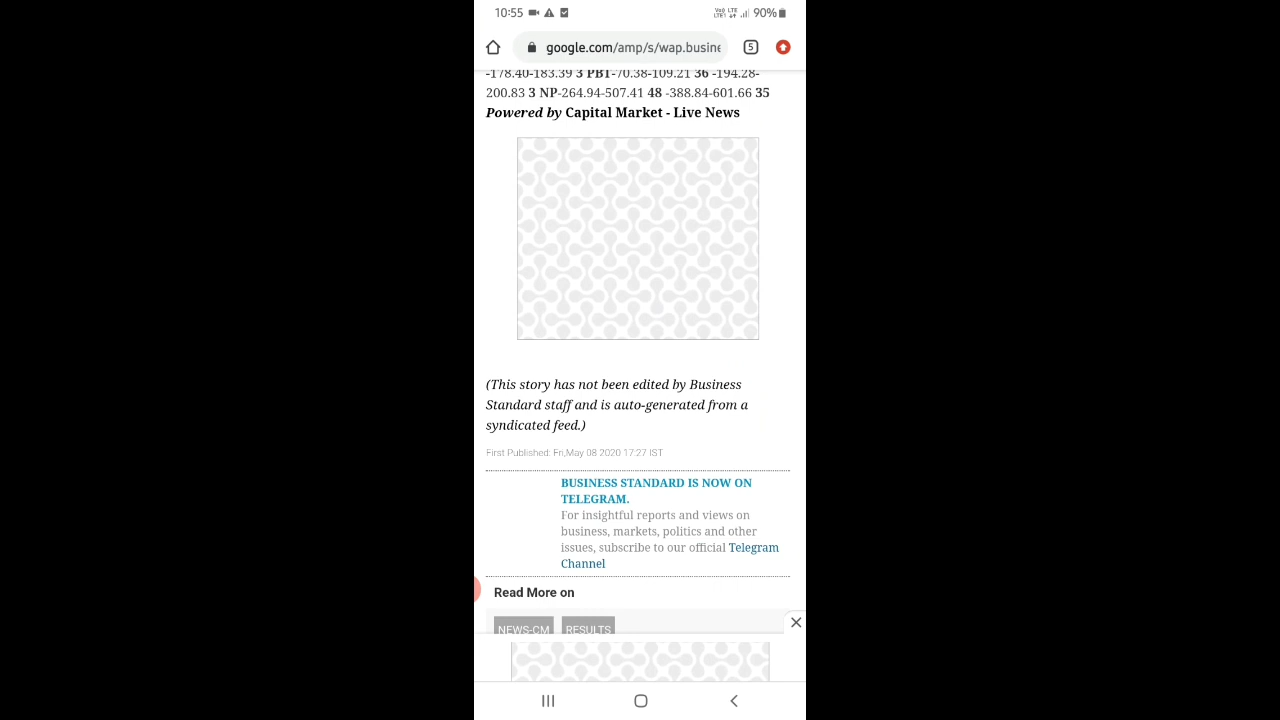 10:55 90%
google.com/amp/s/wap.busine 5
-178.40-183.39 3 PBT-70.38-109.21 36 -194.28-
200.83 3 NP-264.94-507.41 48 -388.84-601.66 35
Powered by Capital Market - Live News
(This story has not been edited by Business
Standard staff and is auto-generated from a
syndicated feed.)
First Published: Fri,May 08 2020 17:27 IST
BUSINESS STANDARD IS NOW ON
TELEGRAM.
For insightful reports and views on
business, markets, politics and other
issues, subscribe to our official Telegram
Channel
Read More on
NEWS-CM RESULTS